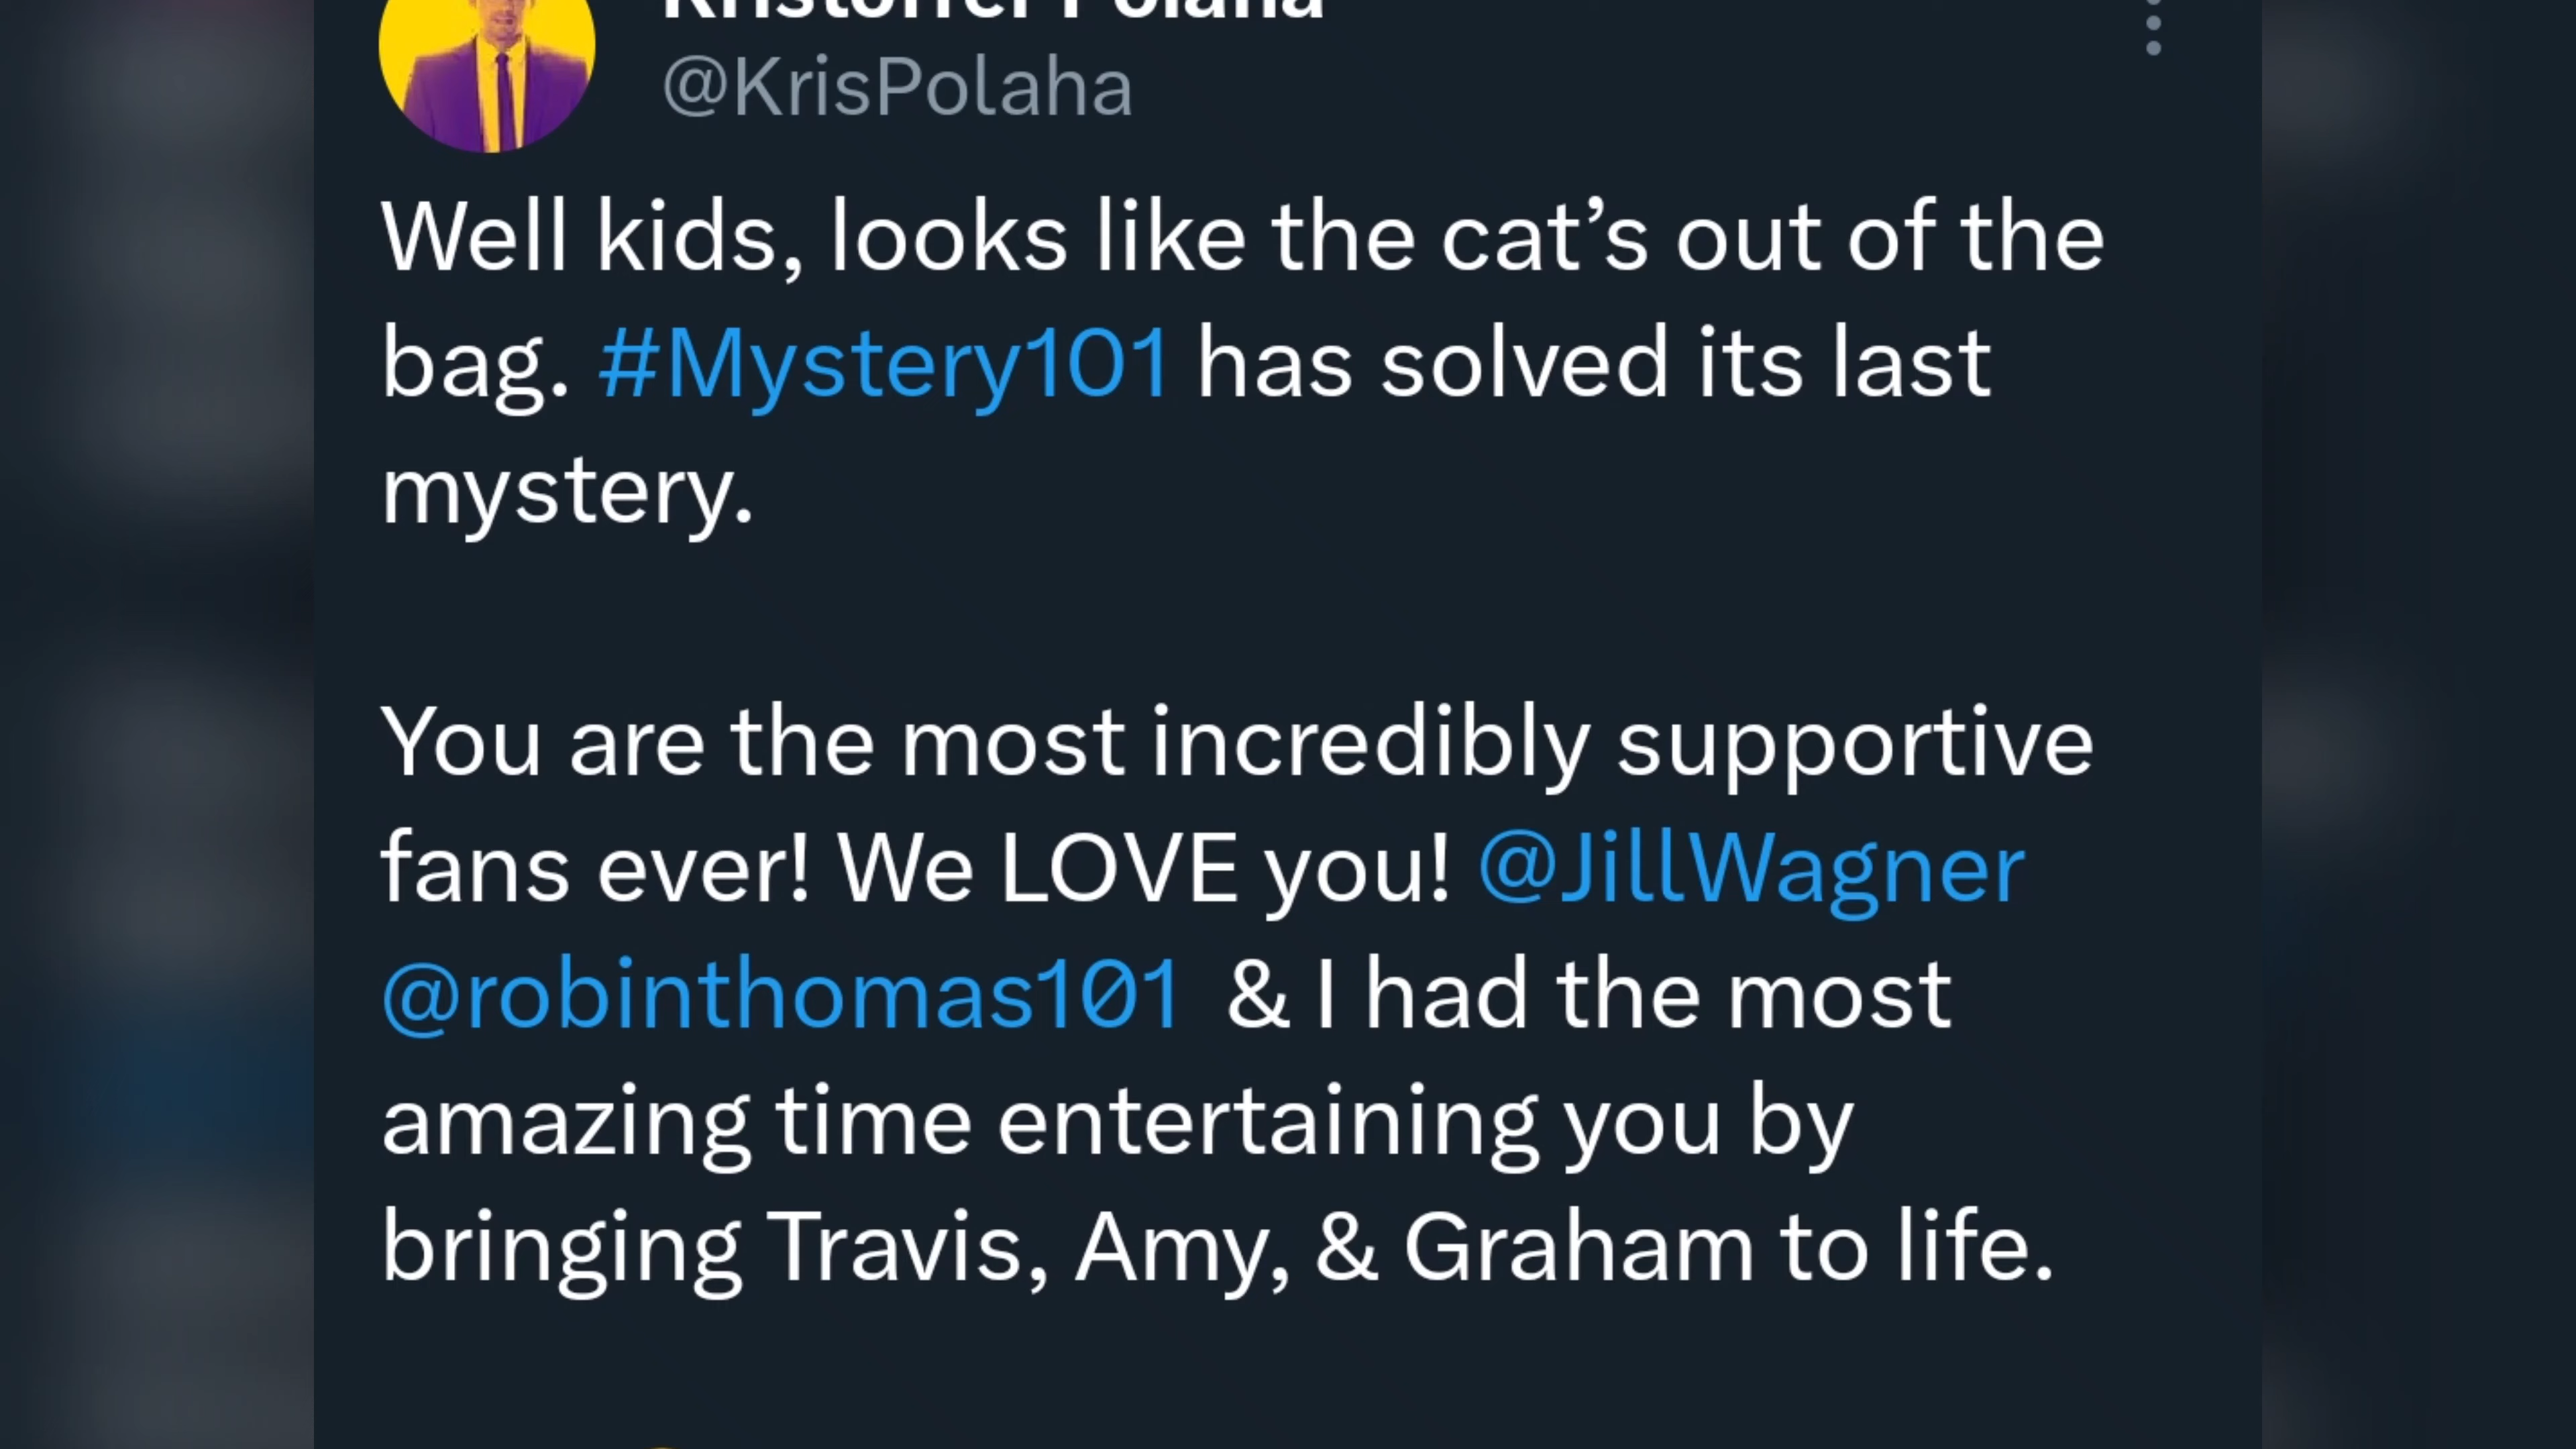 Kristoffer Polaha
@KrisPolaha
Well kids, looks like the cat’s out of the
bag. #Mystery101 has solved its last
mystery.
You are the most incredibly supportive
fans ever! We LOVE you! @JillWagner
@robinthomas101 & I had the most
amazing time entertaining you by
bringing Travis, Amy, & Graham to life.